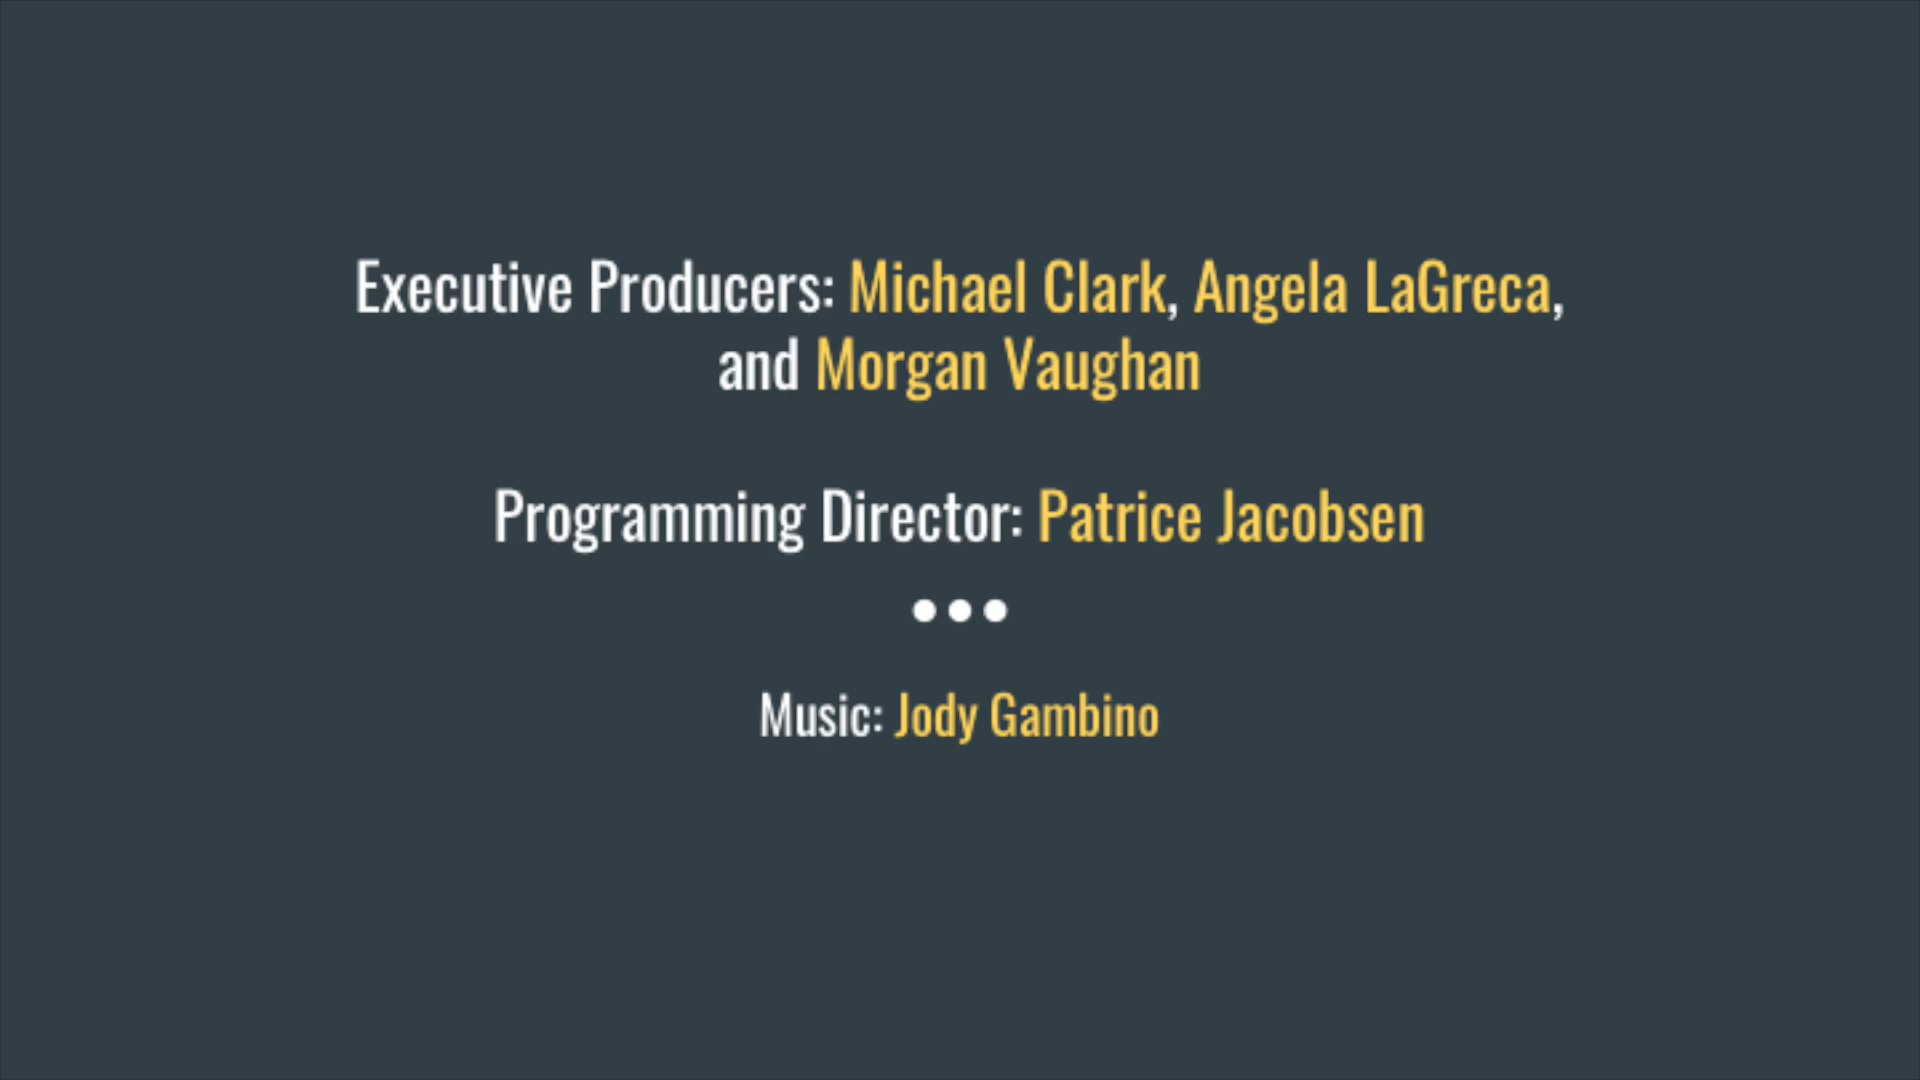 Executive Producers: Michael Clark, Angela LaGreca,
and Morgan Vaughan
Programming Director: Patrice Jacobsen
Music: Jody Gambino